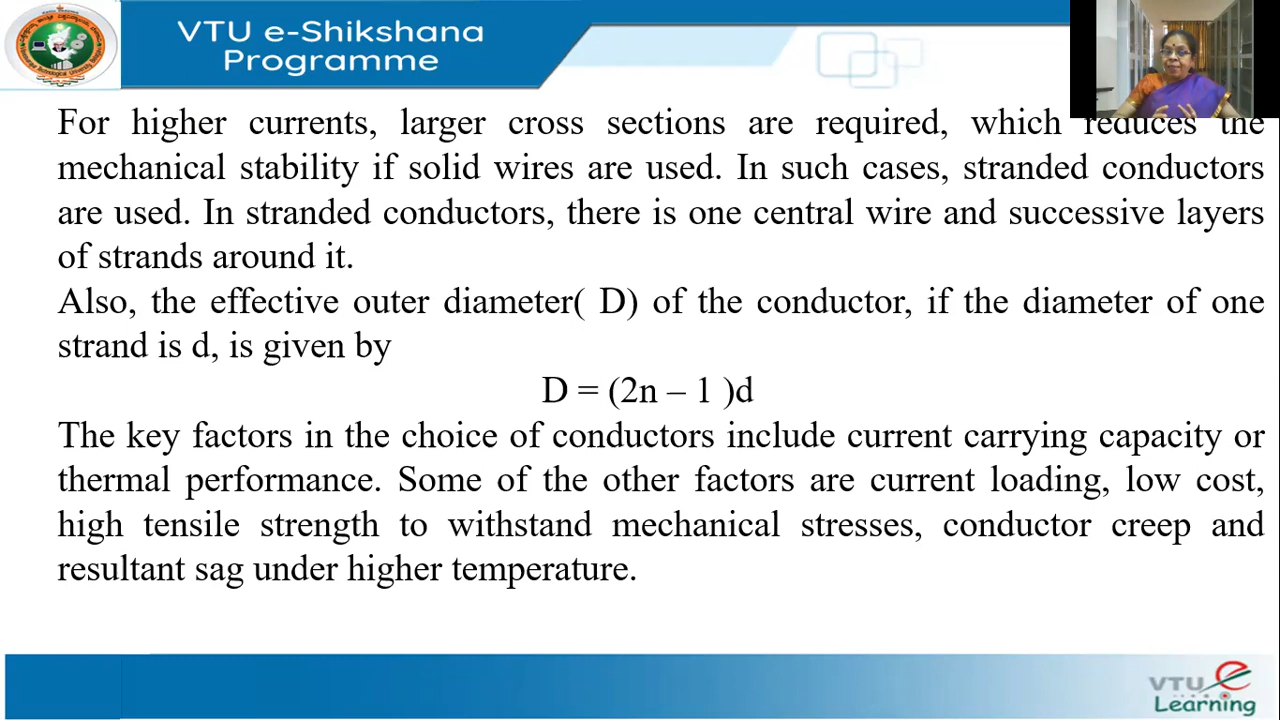 VTU e-Shikshana
Programme
For higher currents, larger cross sections are required, which reduces the
mechanical stability if solid wires are used. In such cases, stranded conductors
are used. In stranded conductors, there is one central wire and successive layers
of strands around it.
Also, the effective outer diameter( D) of the conductor, if the diameter of one
strand is d, is given by
D = (2n – 1 )d
The key factors in the choice of conductors include current carrying capacity or
thermal performance. Some of the other factors are current loading, low cost,
high tensile strength to withstand mechanical stresses, conductor creep and
resultant sag under higher temperature.
VTU e
Learning